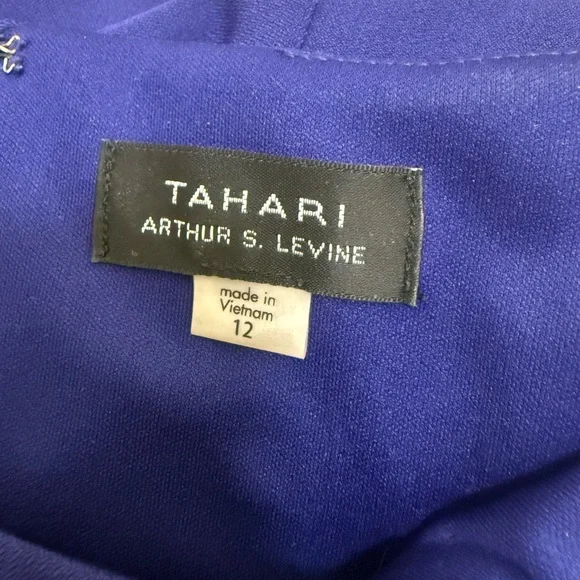 TAHARI
ARTHUR S. LEVINE
made in
Vietnam
12